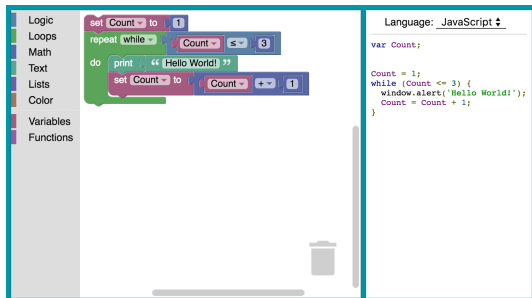 Logic
Loops
Math
Text
Lists
Color
Variables
Functions
set Count to 1
repeat while Count ≤ 3
do print “ Hello World! ”
set Count to Count + 1
Language: JavaScript
var Count;
Count = 1;
while (Count <= 3) {
window.alert('Hello World!');
Count = Count + 1;
}